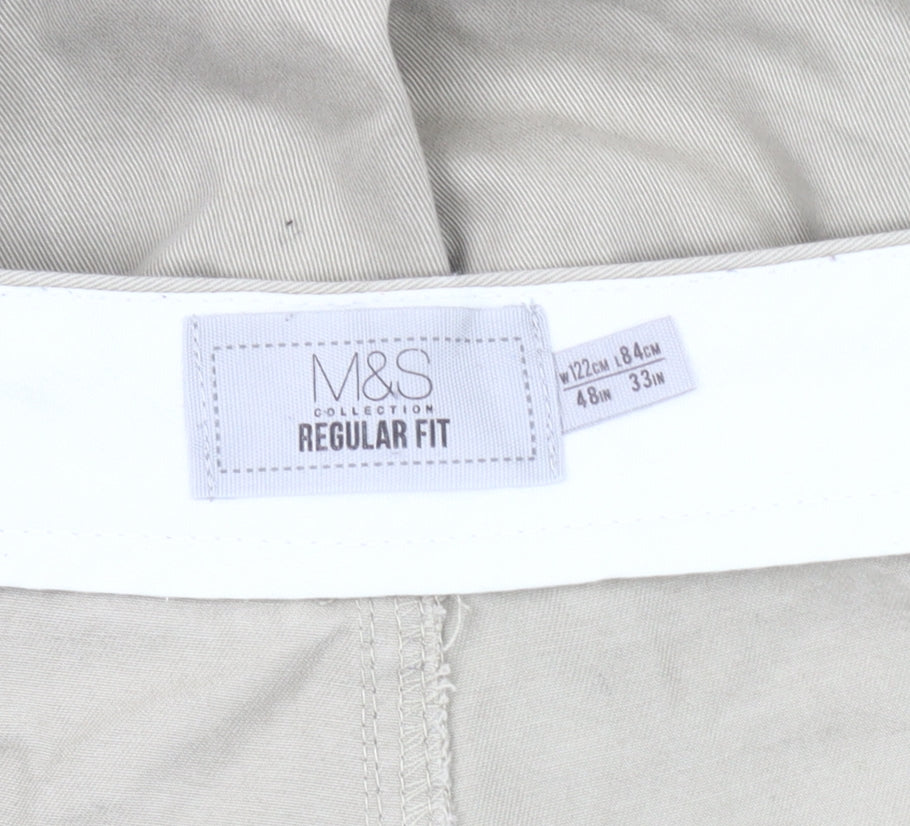 M&S
COLLECTION
REGULAR FIT
W 122CM L 84CM
48IN 33IN